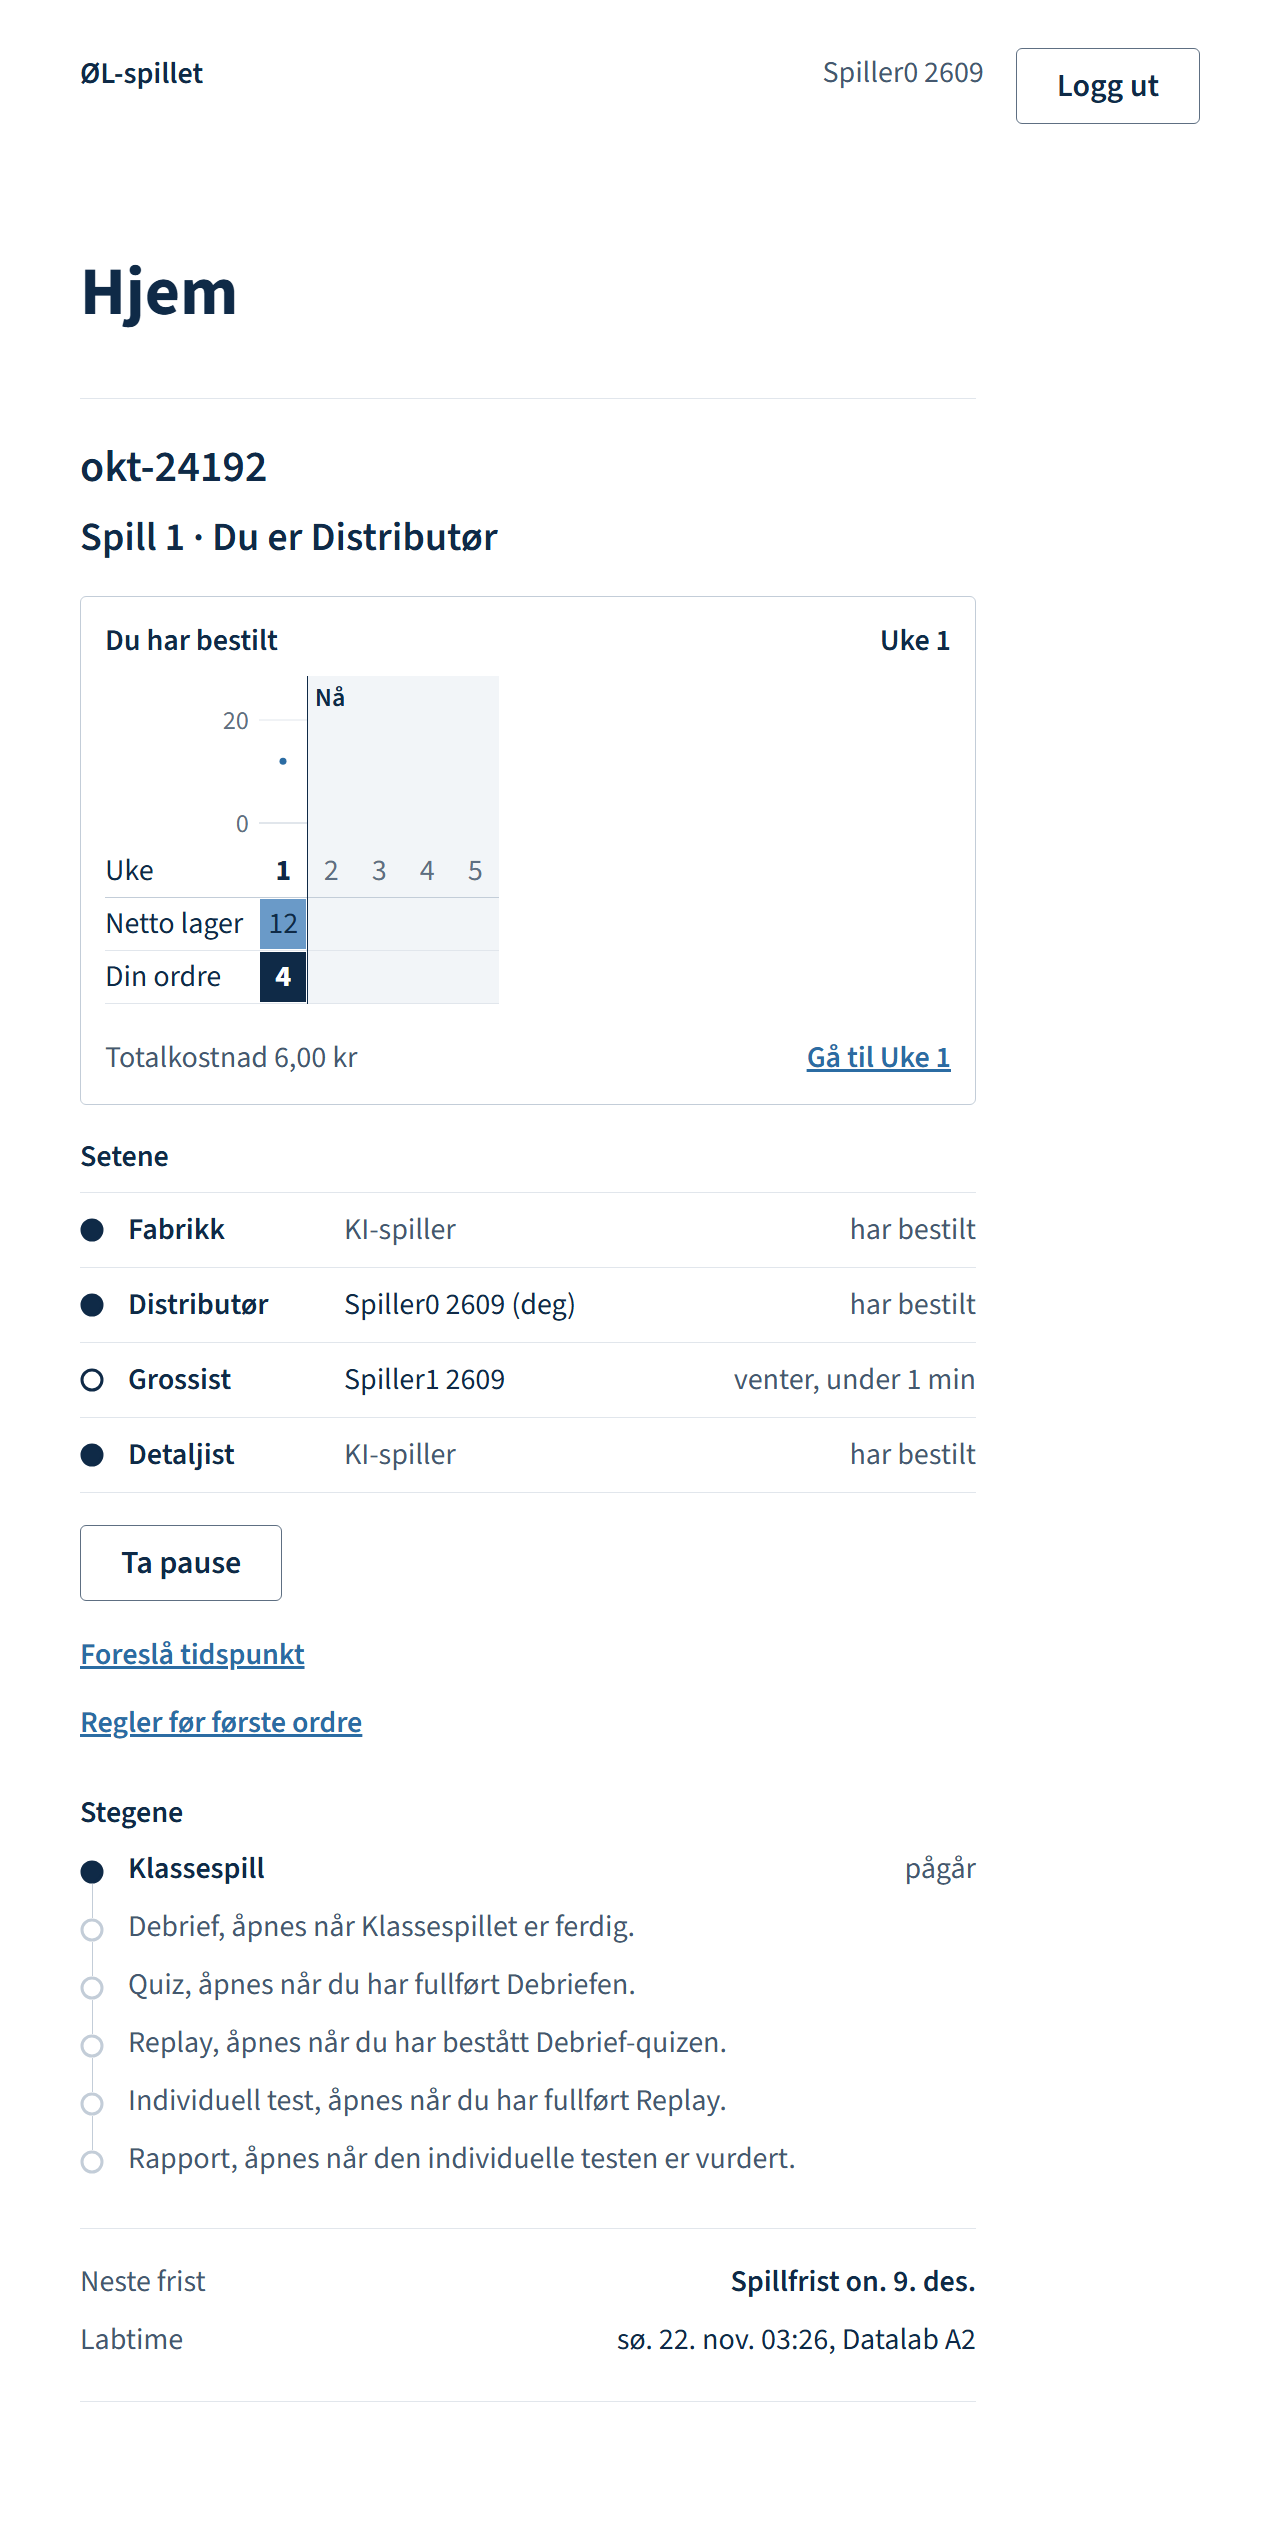 ØL-spillet
Spiller0 2609
Logg ut
Hjem
okt-24192
Spill 1 · Du er Distributør
Du har bestilt
Uke 1
Nå
20
0
Uke 1 2 3 4 5
Netto lager 12
Din ordre 4
Totalkostnad 6,00 kr
Gå til Uke 1
Setene
Fabrikk KI-spiller har bestilt
Distributør Spiller0 2609 (deg) har bestilt
Grossist Spiller1 2609 venter, under 1 min
Detaljist KI-spiller har bestilt
Ta pause
Foreslå tidspunkt
Regler før første ordre
Stegene
Klassespill pågår
Debrief, åpnes når Klassespillet er ferdig.
Quiz, åpnes når du har fullført Debriefen.
Replay, åpnes når du har bestått Debrief-quizen.
Individuell test, åpnes når du har fullført Replay.
Rapport, åpnes når den individuelle testen er vurdert.
Neste frist Spillfrist on. 9. des.
Labtime sø. 22. nov. 03:26, Datalab A2